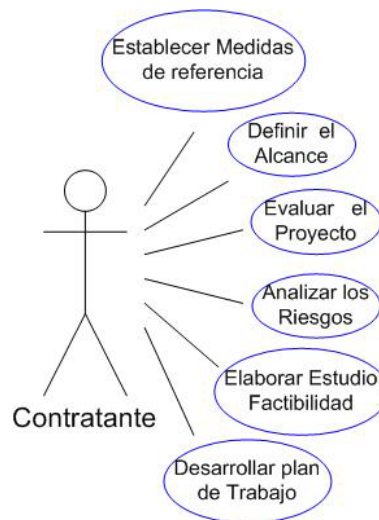 Establecer Medidas
de referencia
Definir el
Alcance
Evaluar el
Proyecto
Analizar los
Riesgos
Elaborar Estudio
Factibilidad
Contratante
Desarrollar plan
de Trabajo